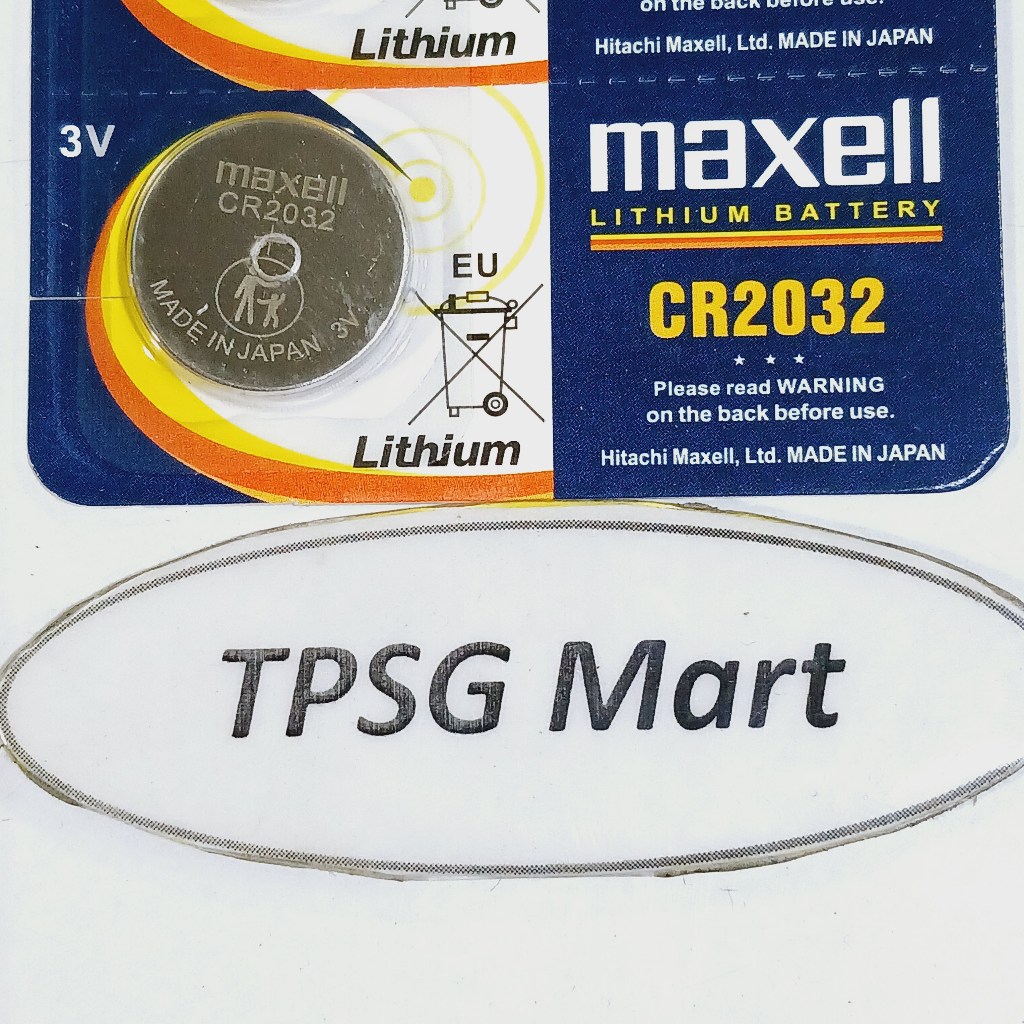 Lithium
on the back before use.
Hitachi Maxell, Ltd. MADE IN JAPAN
3V
maxell
CR2032
MADE IN JAPAN 3V
EU
Lithium
maxell
LITHIUM BATTERY
CR2032
Please read WARNING
on the back before use.
Hitachi Maxell, Ltd. MADE IN JAPAN
TPSG Mart